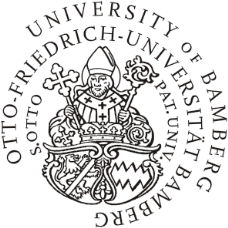 UNIVERSITY OF BAMBERG
OTTO-FRIEDRICH-UNIVERSITÄT BAMBERG
S. OTTO
PAT. UNIV.